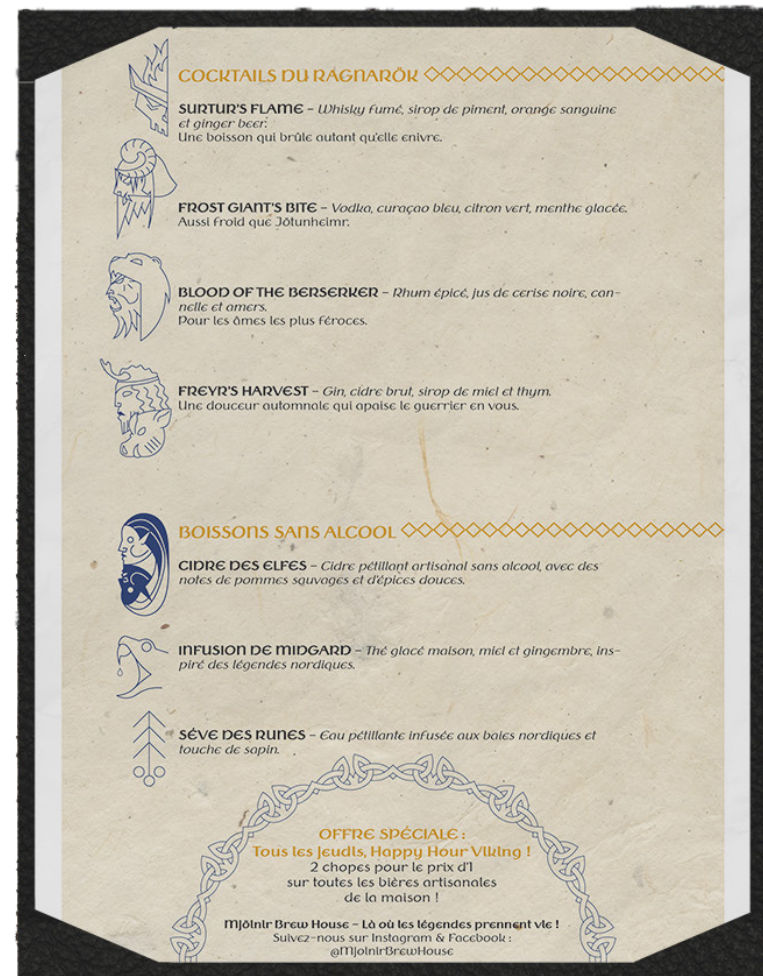 COCKTAILS DU RAGNARÖK
SURTUR'S FLAME – Whisky fumé, sirop de piment, orange sanguine
et ginger beer.
Une boisson qui brûle autant qu'elle enivre.
FROST GIANT'S BITE – Vodka, curaçao bleu, citron vert, menthe glacée.
Aussi froid que Jötunheimr.
BLOOD OF THE BERSERKER – Rhum épicé, jus de cerise noire, can-
nelle et amers.
Pour les âmes les plus féroces.
FREYR'S HARVEST – Gin, cidre brut, sirop de miel et thym.
Une douceur automnale qui apaise le guerrier en vous.
BOISSONS SANS ALCOOL
CIDRE DES ELFES – Cidre pétillant artisanal sans alcool, avec des
notes de pommes sauvages et d'épices douces.
INFUSION DE MIDGARD – Thé glacé maison, miel et gingembre, ins-
piré des légendes nordiques.
SÉVE DES RUNES – Eau pétillante infusée aux baies nordiques et
touche de sapin.
OFFRE SPÉCIALE :
Tous les jeudis, Happy Hour Viking !
2 chopes pour le prix d'1
sur toutes les bières artisanales
de la maison !
Mjölnir Brew House – Là où les légendes prennent vie !
Suivez-nous sur Instagram & Facebook :
@MjolnirBrewHouse